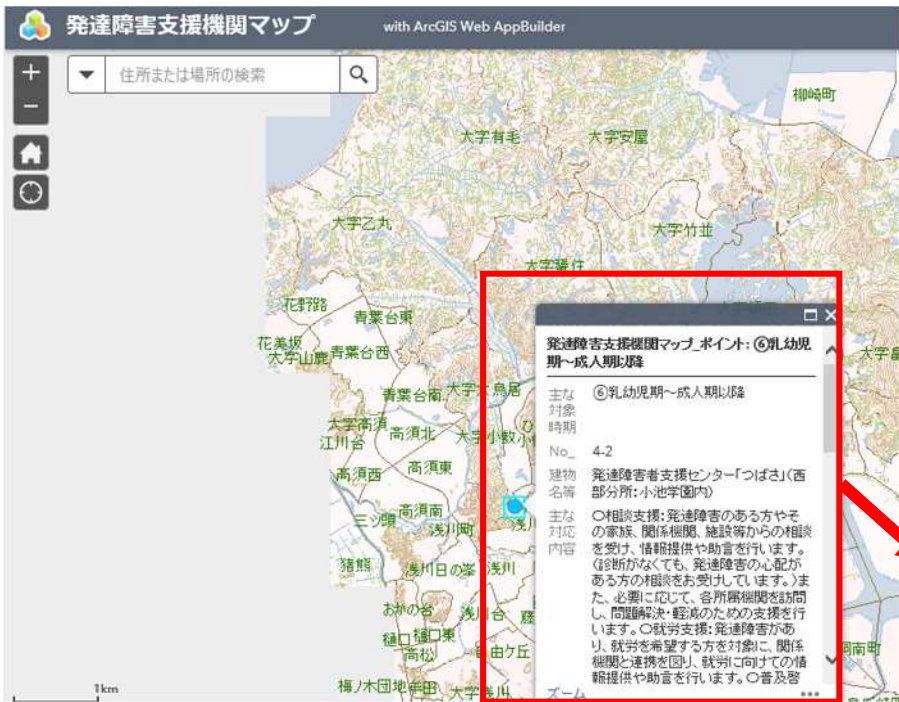 発達障害支援機関マップ with ArcGIS Web AppBuilder
住所または場所の検索
柳崎町
大字有毛
大字安屋
大字乙丸
大字竹並
花野路
青葉台東
花美坂
大字山鹿
青葉台西
青葉台南
大字高須
江川台
高須北
高須西
高須東
高須南
三ツ頭
浅川町
猪熊
浅川日の峯
浅川
おかの台
浅川台
樋口
樋口東
高松
自由ケ丘
梅ノ木団地
大字浅川
1km
発達障害支援機関マップ_ポイント: ⑥乳幼児
期～成人期以降
主な対象時期
⑥乳幼児期～成人期以降
No_ 4-2
建物名等
発達障害者支援センター「つばさ」(西
部分所:小池学園内)
主な対応内容
○相談支援:発達障害のある方やそ
の家族、関係機関、施設等からの相談
を受け、情報提供や助言を行います。
(診断がなくても、発達障害の心配が
ある方の相談をお受けしています。)ま
た、必要に応じて、各所属機関を訪問
し、問題解決・軽減のための支援を行
います。○就労支援:発達障害があ
り、就労を希望する方を対象に、関係
機関と連携を図り、就労に向けての情
報提供や助言を行います。○普及啓
ズーム